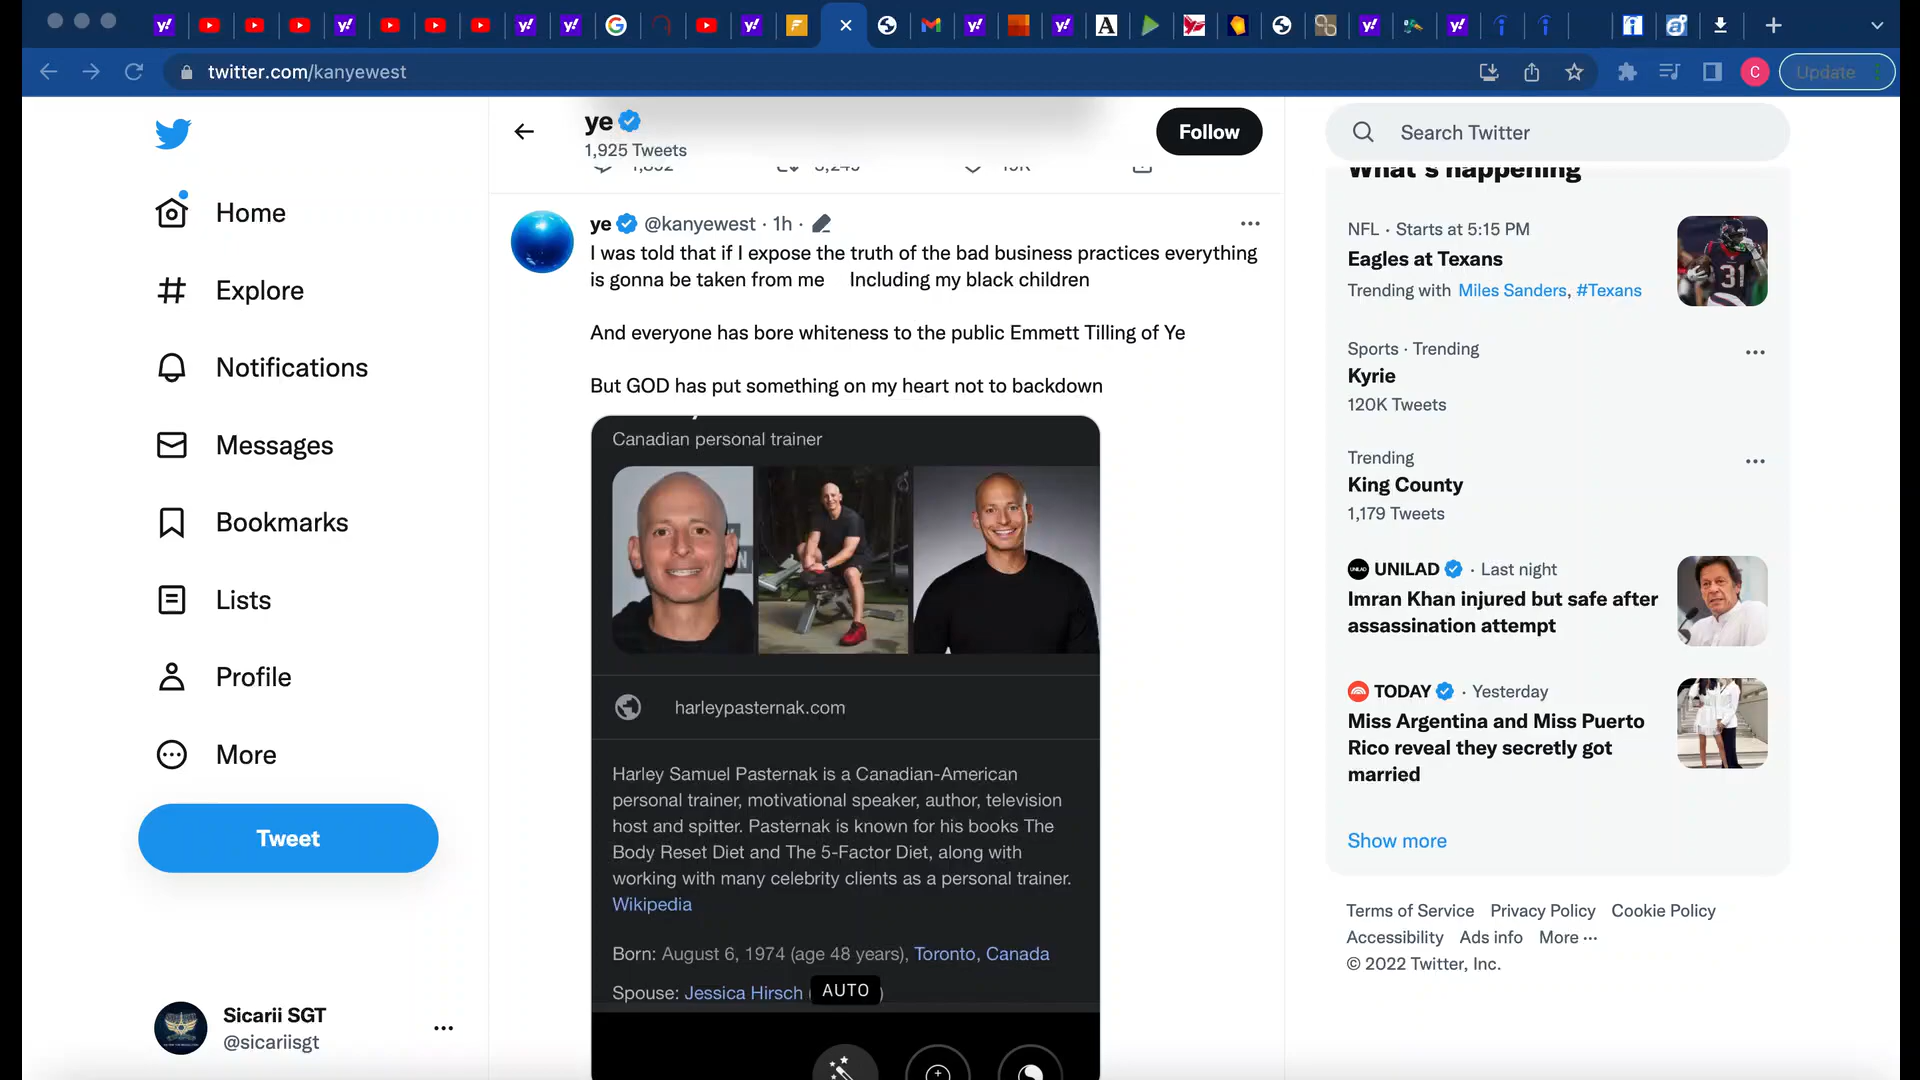 twitter.com/kanyewest
C
Update
ye
1,925 Tweets
Follow
Search Twitter
What's happening
Home
Explore
Notifications
Messages
Bookmarks
Lists
Profile
More
Tweet
Sicarii SGT
@sicariisgt
ye @kanyewest · 1h ·
I was told that if I expose the truth of the bad business practices everything
is gonna be taken from me Including my black children
And everyone has bore whiteness to the public Emmett Tilling of Ye
But GOD has put something on my heart not to backdown
Canadian personal trainer
harleypasternak.com
Harley Samuel Pasternak is a Canadian-American
personal trainer, motivational speaker, author, television
host and spitter. Pasternak is known for his books The
Body Reset Diet and The 5-Factor Diet, along with
working with many celebrity clients as a personal trainer.
Wikipedia
Born: August 6, 1974 (age 48 years), Toronto, Canada
Spouse: Jessica Hirsch (
AUTO
NFL · Starts at 5:15 PM
Eagles at Texans
Trending with Miles Sanders, #Texans
Sports · Trending
Kyrie
120K Tweets
Trending
King County
1,179 Tweets
UNILAD · Last night
Imran Khan injured but safe after
assassination attempt
TODAY · Yesterday
Miss Argentina and Miss Puerto
Rico reveal they secretly got
married
Show more
Terms of Service Privacy Policy Cookie Policy
Accessibility Ads info More ···
© 2022 Twitter, Inc.